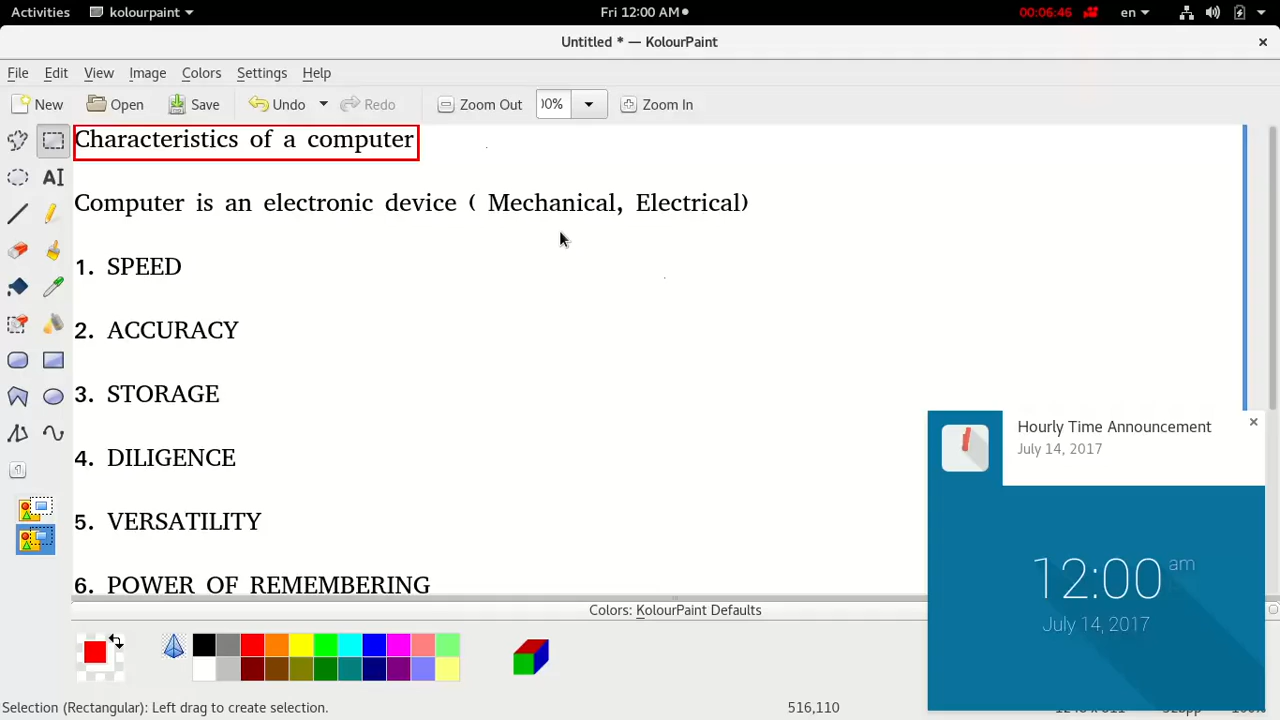 Activities kolourpaint Fri 12:00 AM 00:06:46 en
Untitled * — KolourPaint
File Edit View Image Colors Settings Help
New Open Save Undo Redo Zoom Out Zoom In
Characteristics of a computer
Computer is an electronic device ( Mechanical, Electrical)
1. SPEED
2. ACCURACY
3. STORAGE
4. DILIGENCE
5. VERSATILITY
6. POWER OF REMEMBERING
Hourly Time Announcement
July 14, 2017
12:00 am
July 14, 2017
Colors: KolourPaint Defaults
Selection (Rectangular): Left drag to create selection. 516,110